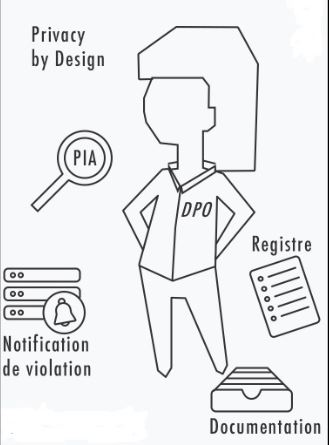 Privacy
by Design
PIA
DPO
Registre
Notification
de violation
Documentation